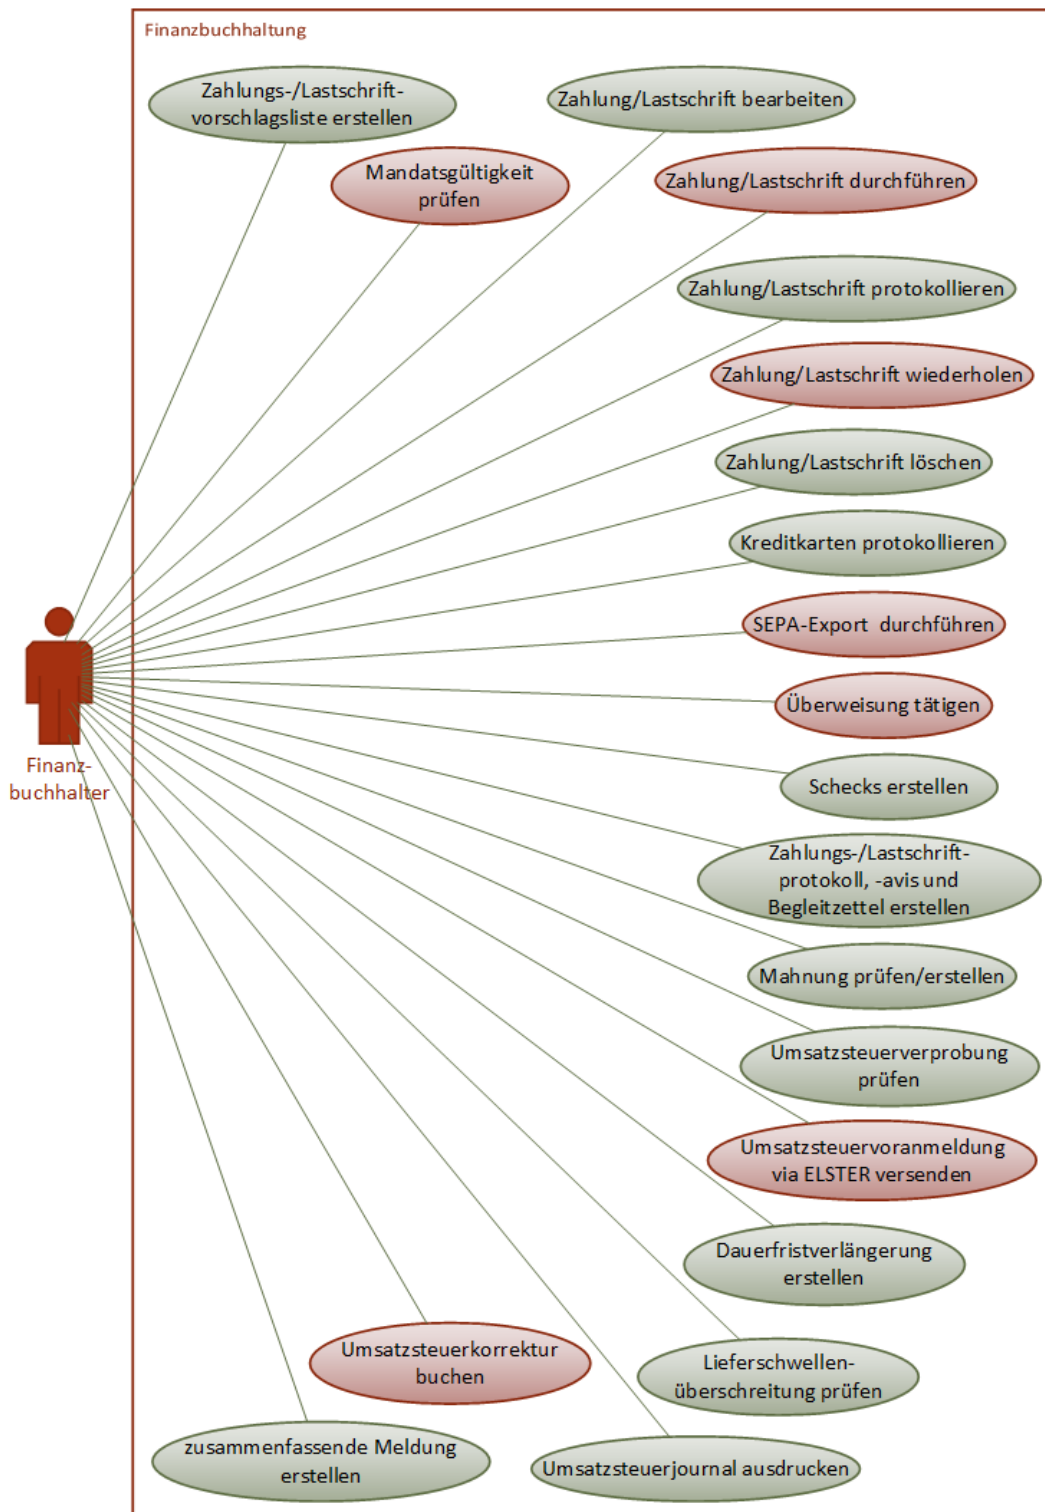 Finanzbuchhaltung
Zahlungs-/Lastschrift-
vorschlagsliste erstellen
Zahlung/Lastschrift bearbeiten
Mandatsgültigkeit
prüfen
Zahlung/Lastschrift durchführen
Zahlung/Lastschrift protokollieren
Zahlung/Lastschrift wiederholen
Zahlung/Lastschrift löschen
Kreditkarten protokollieren
SEPA-Export durchführen
Überweisung tätigen
Finanz-
buchhalter
Schecks erstellen
Zahlungs-/Lastschrift-
protokoll, -avis und
Begleitzettel erstellen
Mahnung prüfen/erstellen
Umsatzsteuerverprobung
prüfen
Umsatzsteuervoranmeldung
via ELSTER versenden
Dauerfristverlängerung
erstellen
Umsatzsteuerkorrektur
buchen
Lieferschwellen-
überschreitung prüfen
zusammenfassende Meldung
erstellen
Umsatzsteuerjournal ausdrucken